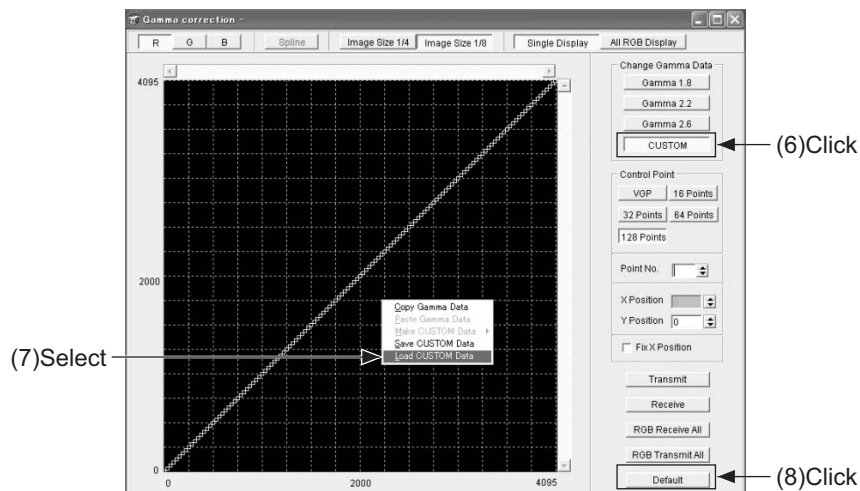 Gamma correction -
R G B Spline Image Size 1/4 Image Size 1/8 Single Display All RGB Display
4095
2000
0
0 2000 4095
Copy Gamma Data
Paste Gamma Data
Make CUSTOM Data
Save CUSTOM Data
Load CUSTOM Data
(7)Select
Change Gamma Data
Gamma 1.8
Gamma 2.2
Gamma 2.6
CUSTOM
(6)Click
Control Point
VGP 16 Points
32 Points 64 Points
128 Points
Point No.
X Position
Y Position 0
Fix X Position
Transmit
Receive
RGB Receive All
RGB Transmit All
Default
(8)Click